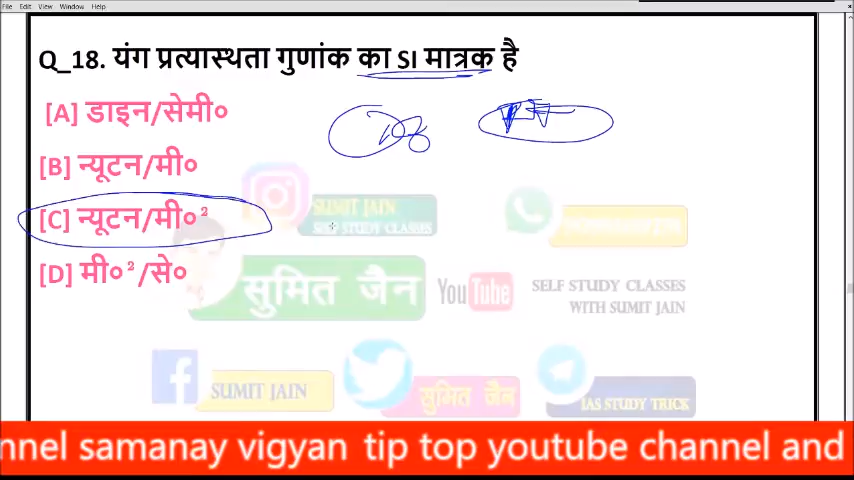 File Edit View Window Help
Q_18. यंग प्रत्यास्थता गुणांक का SI मात्रक है
[A] डाइन/सेमी०
[B] न्यूटन/मी०
[C] न्यूटन/मी०²
[D] मी०²/से०
SUMIT JAIN
SELF STUDY CLASSES
सुमित जैन
YouTube
SELF STUDY CLASSES
WITH SUMIT JAIN
SUMIT JAIN
सुमित जैन
IAS STUDY TRICK
nnel samanay vigyan tip top youtube channel and